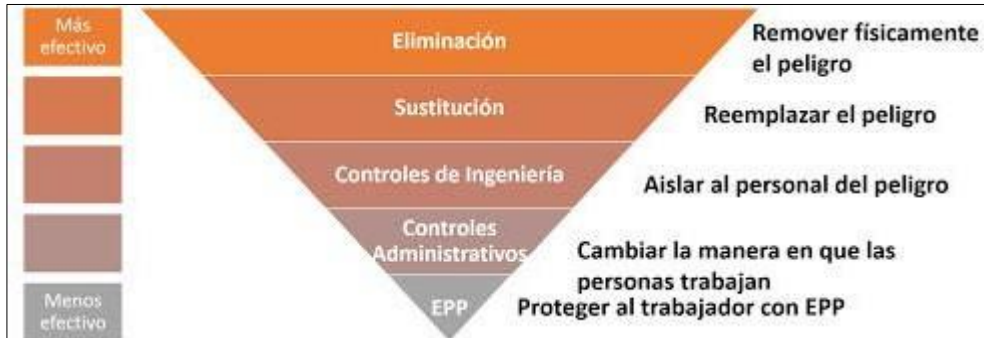 Más
efectivo
Eliminación
Remover físicamente
el peligro
Sustitución
Reemplazar el peligro
Controles de Ingeniería
Aislar al personal del peligro
Controles
Administrativos
Cambiar la manera en que las
personas trabajan
Menos
efectivo
EPP
Proteger al trabajador con EPP